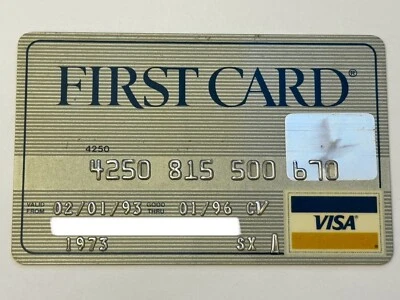 FIRST CARD®
4250
4250 815 500 670
VALID FROM 02/01/93 GOOD THRU 01/96 CV
1973 SX A
VISA